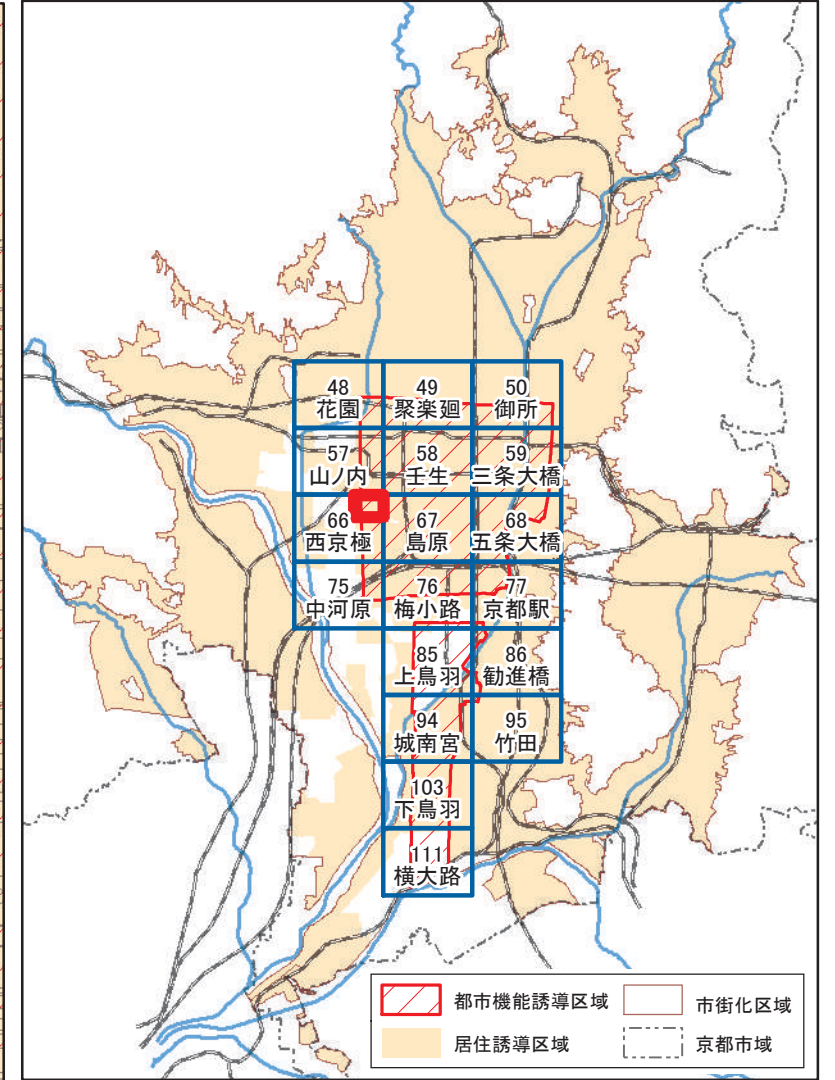 48
花園
49
聚楽廻
50
御所
57
山ノ内
58
壬生
59
三条大橋
66
西京極
67
島原
68
五条大橋
75
中河原
76
梅小路
77
京都駅
85
上鳥羽
86
勧進橋
94
城南宮
95
竹田
103
下鳥羽
111
横大路
都市機能誘導区域
市街化区域
居住誘導区域
京都市域